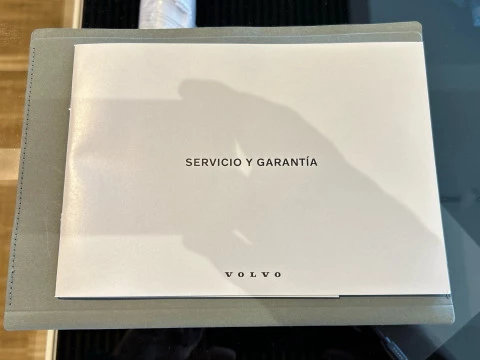 SERVICIO Y GARANTÍA
VOLVO